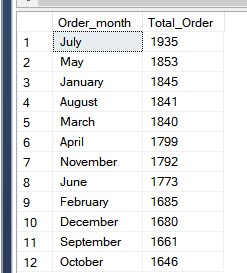 Order_month Total_Order
1 July 1935
2 May 1853
3 January 1845
4 August 1841
5 March 1840
6 April 1799
7 November 1792
8 June 1773
9 February 1685
10 December 1680
11 September 1661
12 October 1646